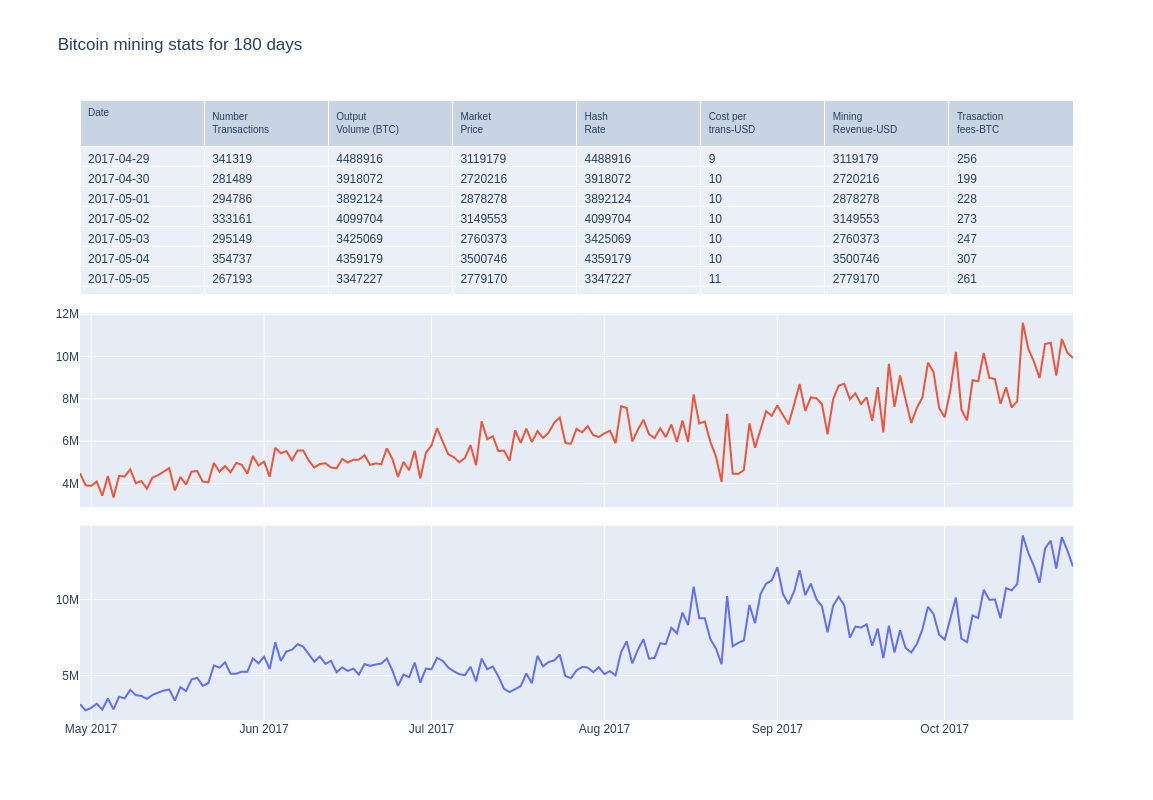 Bitcoin mining stats for 180 days
Date Number Transactions Output Volume (BTC) Market Price Hash Rate Cost per trans-USD Mining Revenue-USD Trasaction fees-BTC
2017-04-29 341319 4488916 3119179 4488916 9 3119179 256
2017-04-30 281489 3918072 2720216 3918072 10 2720216 199
2017-05-01 294786 3892124 2878278 3892124 10 2878278 228
2017-05-02 333161 4099704 3149553 4099704 10 3149553 273
2017-05-03 295149 3425069 2760373 3425069 10 2760373 247
2017-05-04 354737 4359179 3500746 4359179 10 3500746 307
2017-05-05 267193 3347227 2779170 3347227 11 2779170 261
12M
10M
8M
6M
4M
10M
5M
May 2017 Jun 2017 Jul 2017 Aug 2017 Sep 2017 Oct 2017